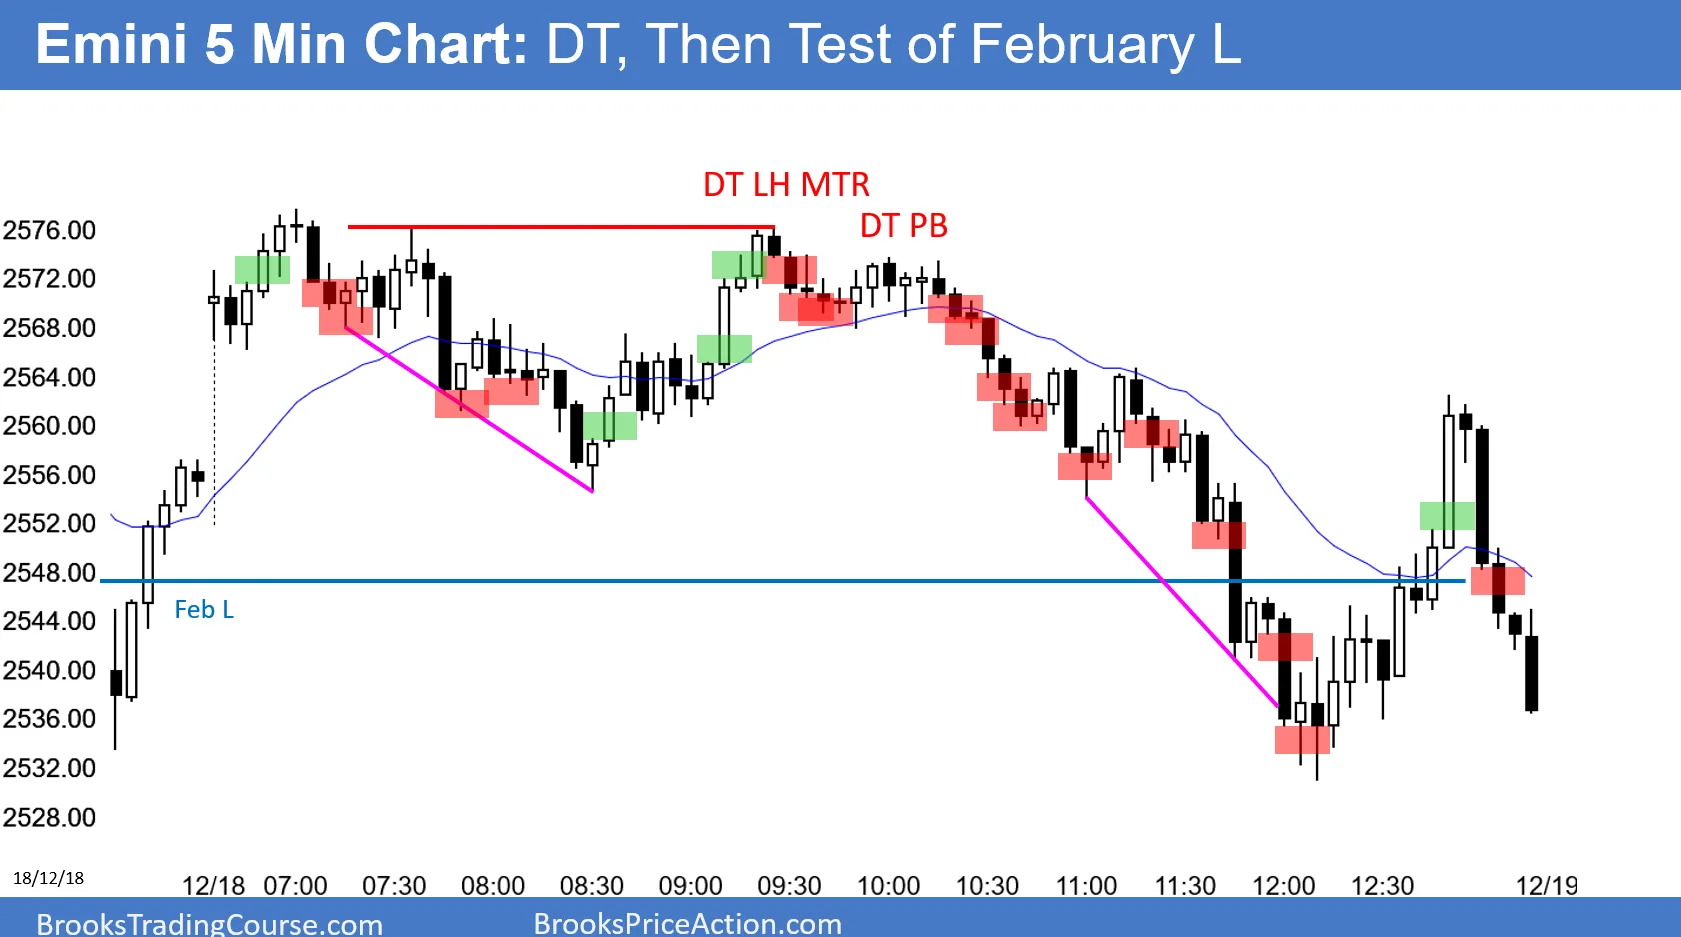 Emini 5 Min Chart: DT, Then Test of February L
DT LH MTR
DT PB
2576.00
2572.00
2568.00
2564.00
2560.00
2556.00
2552.00
2548.00
Feb L
2544.00
2540.00
2536.00
2532.00
2528.00
18/12/18
12/18 07:00 07:30 08:00 08:30 09:00 09:30 10:00 10:30 11:00 11:30 12:00 12:30 12/19
BrooksTradingCourse.com BrooksPriceAction.com